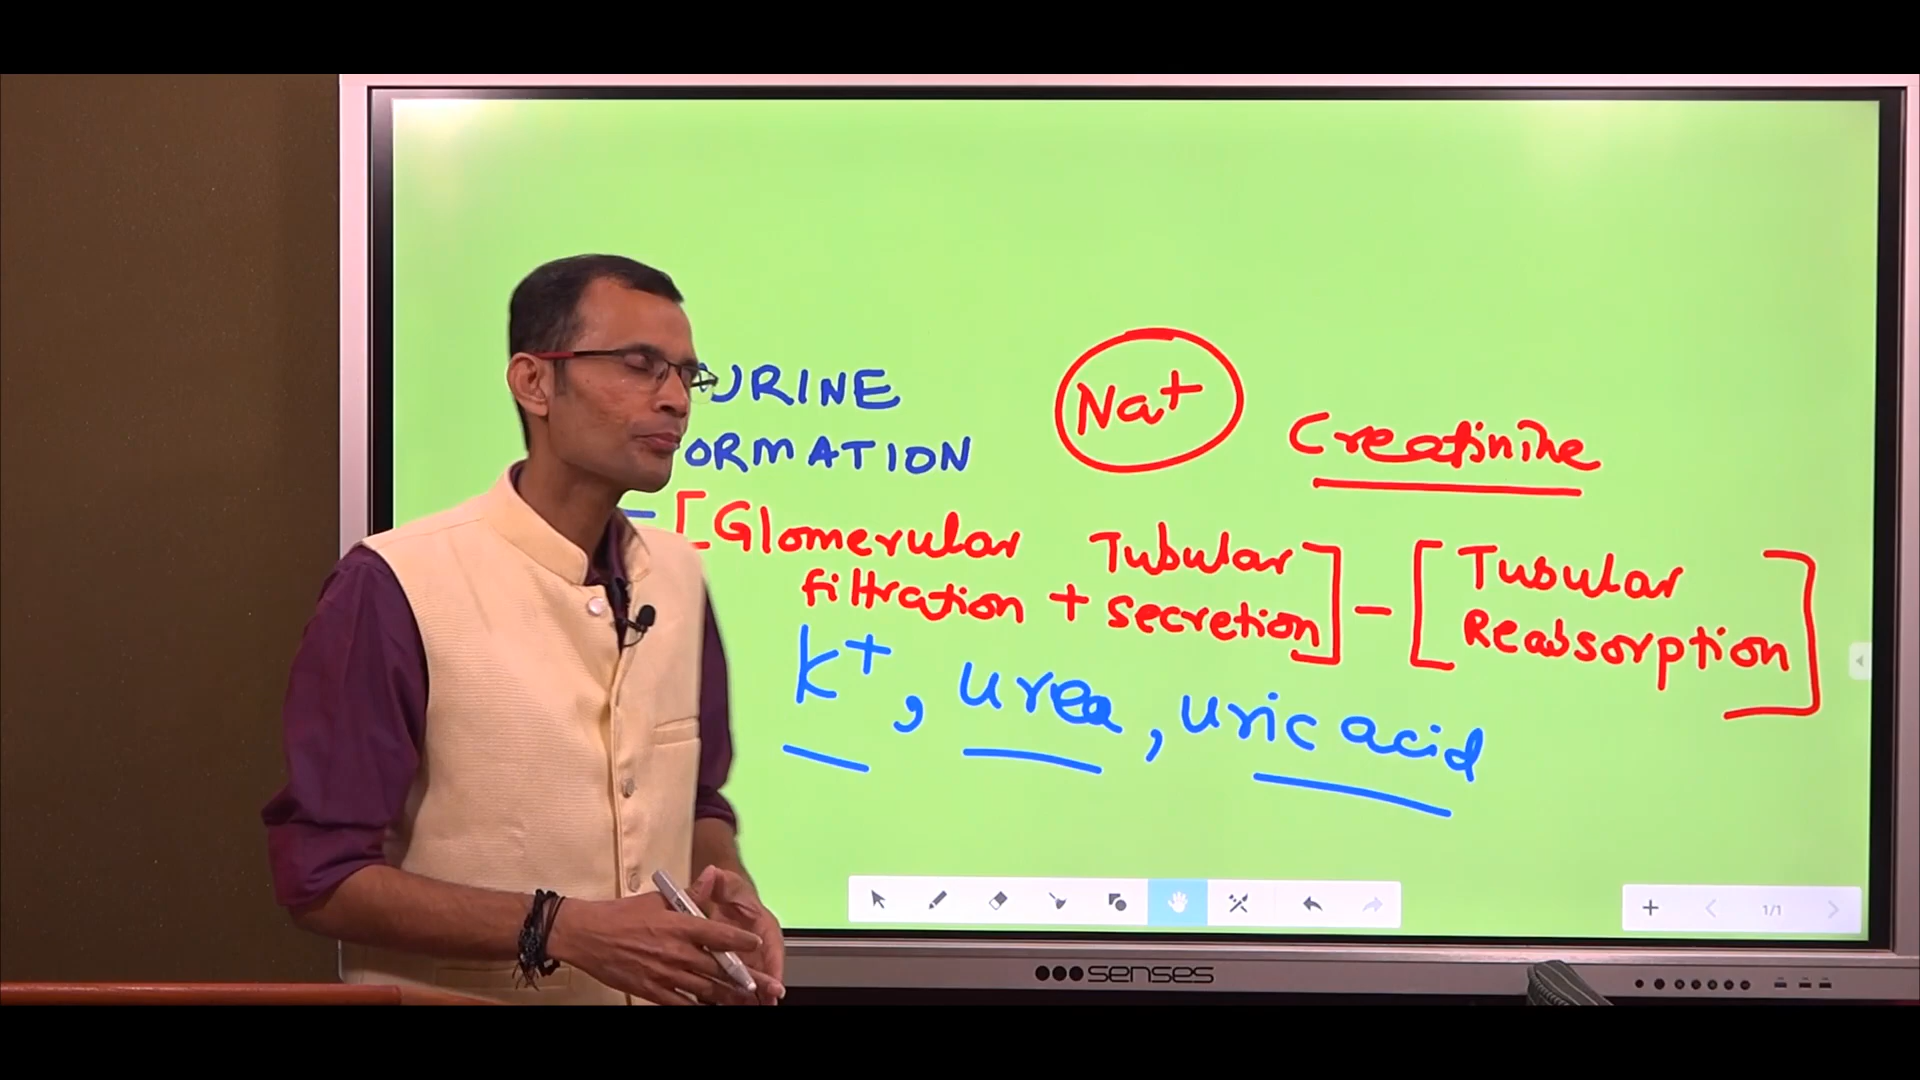 URINE
ORMATION
Na+
Creatinine
= [Glomerular filtration + Tubular secretion] - [Tubular Reabsorption]
K+, urea, uric acid
1/1
senses